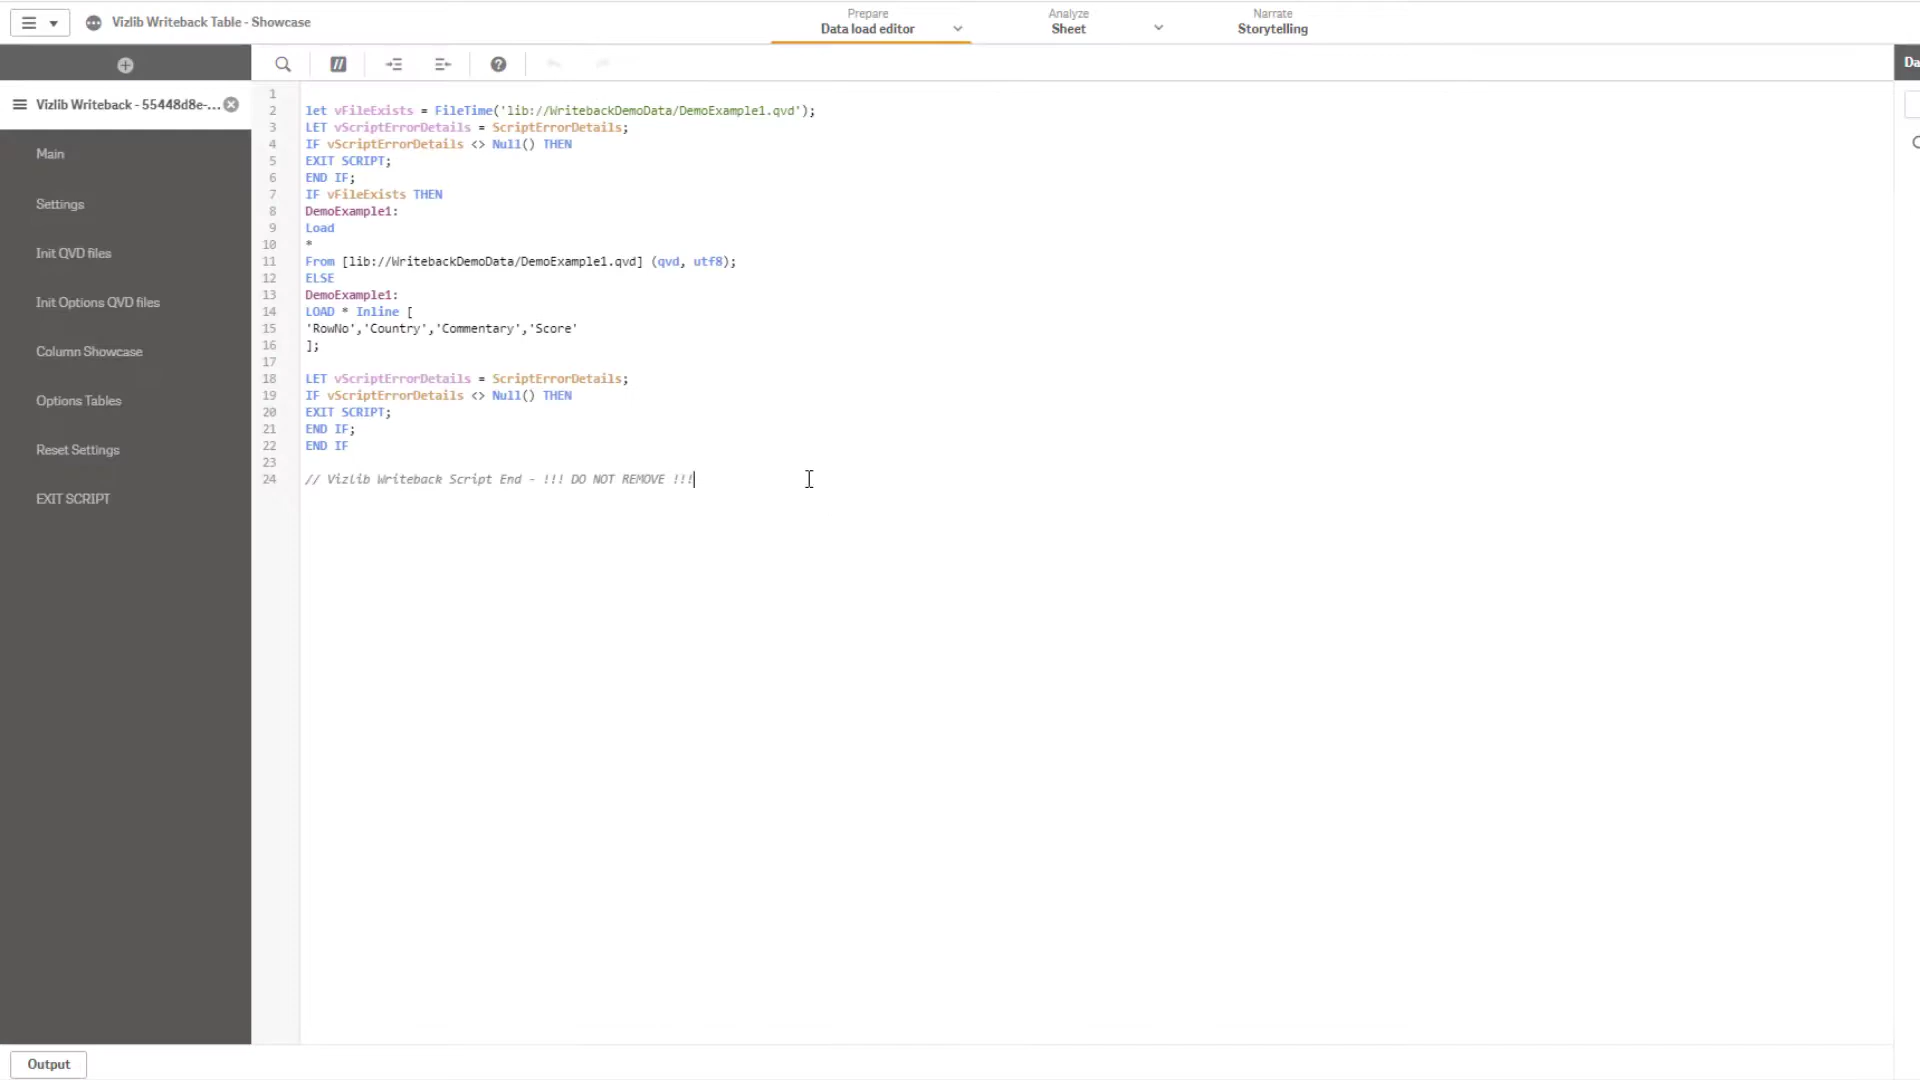 Vizlib Writeback Table - Showcase
Prepare
Data load editor
Analyze
Sheet
Narrate
Storytelling
Da
Vizlib Writeback - 55448d8e-...
Main
Settings
Init QVD files
Init Options QVD files
Column Showcase
Options Tables
Reset Settings
EXIT SCRIPT
1
2 let vFileExists = FileTime('lib://WritebackDemoData/DemoExample1.qvd');
3 LET vScriptErrorDetails = ScriptErrorDetails;
4 IF vScriptErrorDetails <> Null() THEN
5 EXIT SCRIPT;
6 END IF;
7 IF vFileExists THEN
8 DemoExample1:
9 Load
10 *
11 From [lib://WritebackDemoData/DemoExample1.qvd] (qvd, utf8);
12 ELSE
13 DemoExample1:
14 LOAD * Inline [
15 'RowNo','Country','Commentary','Score'
16 ];
17
18 LET vScriptErrorDetails = ScriptErrorDetails;
19 IF vScriptErrorDetails <> Null() THEN
20 EXIT SCRIPT;
21 END IF;
22 END IF
23
24 // Vizlib Writeback Script End - !!! DO NOT REMOVE !!!
Output